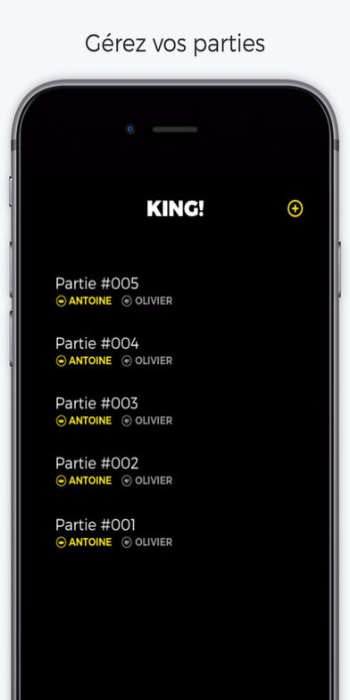 Gérez vos parties
KING!
Partie #005
ANTOINE OLIVIER
Partie #004
ANTOINE OLIVIER
Partie #003
ANTOINE OLIVIER
Partie #002
ANTOINE OLIVIER
Partie #001
ANTOINE OLIVIER